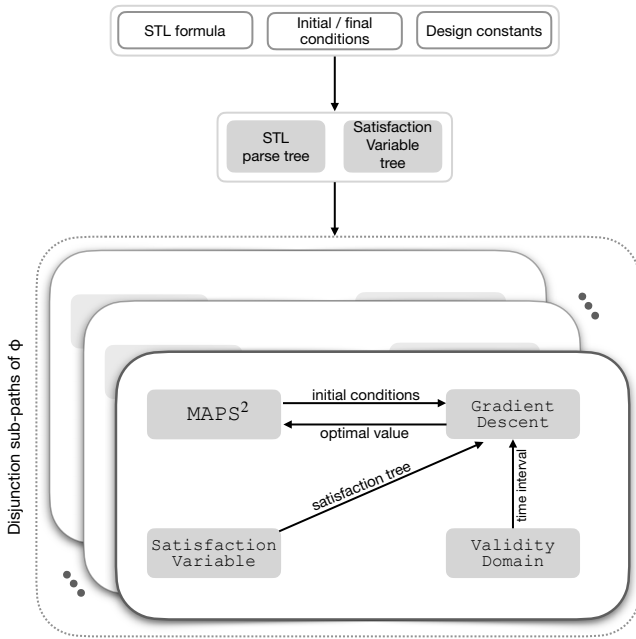 STL formula
Initial / final
conditions
Design constants
STL
parse tree
Satisfaction
Variable
tree
Disjunction sub-paths of Φ
MAPS²
initial conditions
optimal value
Gradient
Descent
satisfaction tree
time interval
Satisfaction
Variable
Validity
Domain